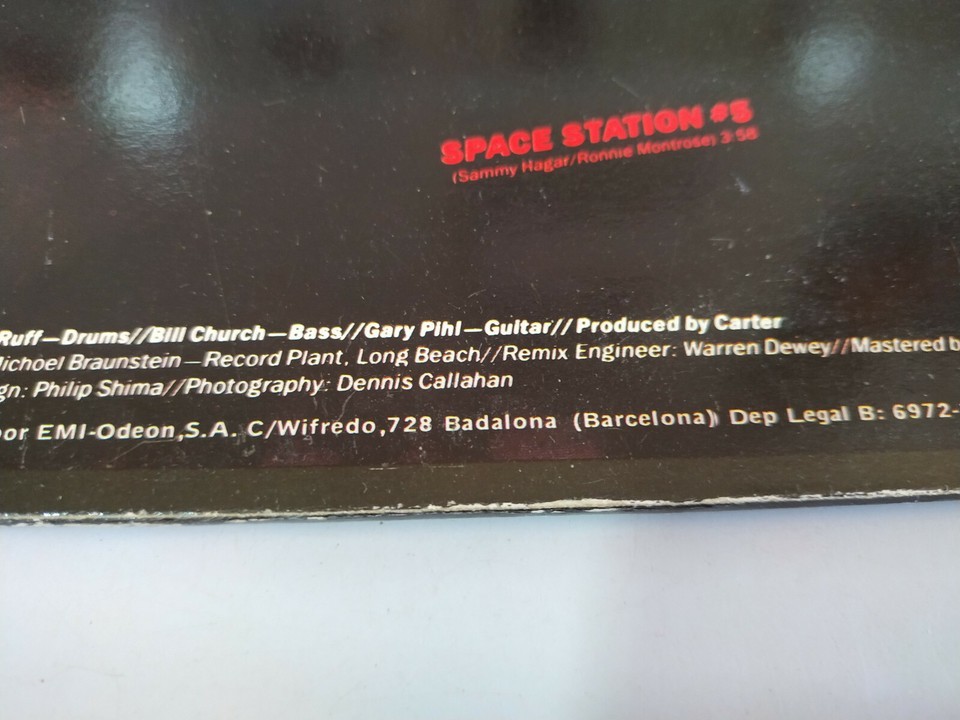 SPACE STATION #5
(Sammy Hagar/Ronnie Montrose) 3:56
Ruff—Drums//Bill Church—Bass//Gary Pihl—Guitar//Produced by Carter
Michoel Braunstein—Record Plant, Long Beach//Remix Engineer: Warren Dewey//Mastered b
gn: Philip Shima//Photography: Dennis Callahan
por EMI-Odeon,S.A. C/Wifredo,728 Badalona (Barcelona) Dep Legal B: 6972-